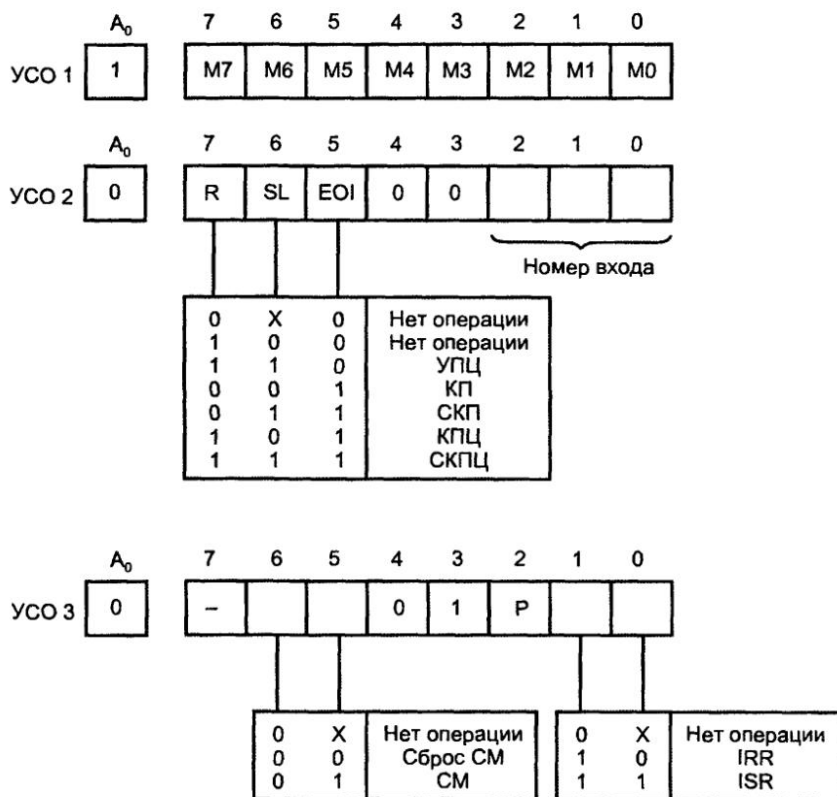 A₀ 7 6 5 4 3 2 1 0
УСО 1 1 M7 M6 M5 M4 M3 M2 M1 M0
A₀ 7 6 5 4 3 2 1 0
УСО 2 0 R SL EOI 0 0
Номер входа
0 X 0 Нет операции
1 0 0 Нет операции
1 1 0 УПЦ
0 0 1 КП
0 1 1 СКП
1 0 1 КПЦ
1 1 1 СКПЦ
A₀ 7 6 5 4 3 2 1 0
УСО 3 0 – 0 1 P
0 X Нет операции 0 X Нет операции
0 0 Сброс СМ 1 0 IRR
0 1 СМ 1 1 ISR